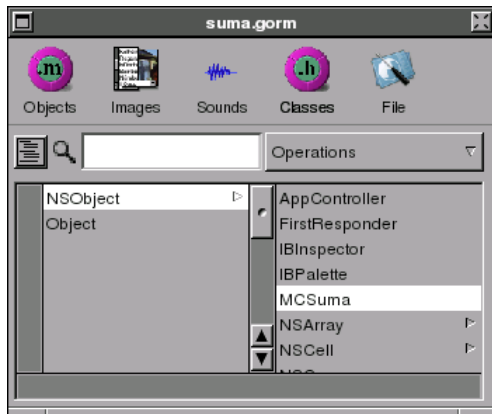 suma.gorm
.m
.h
Objects
Images
Sounds
Classes
File
Operations
NSObject
Object
AppController
FirstResponder
IBInspector
IBPalette
MCSuma
NSArray
NSCell